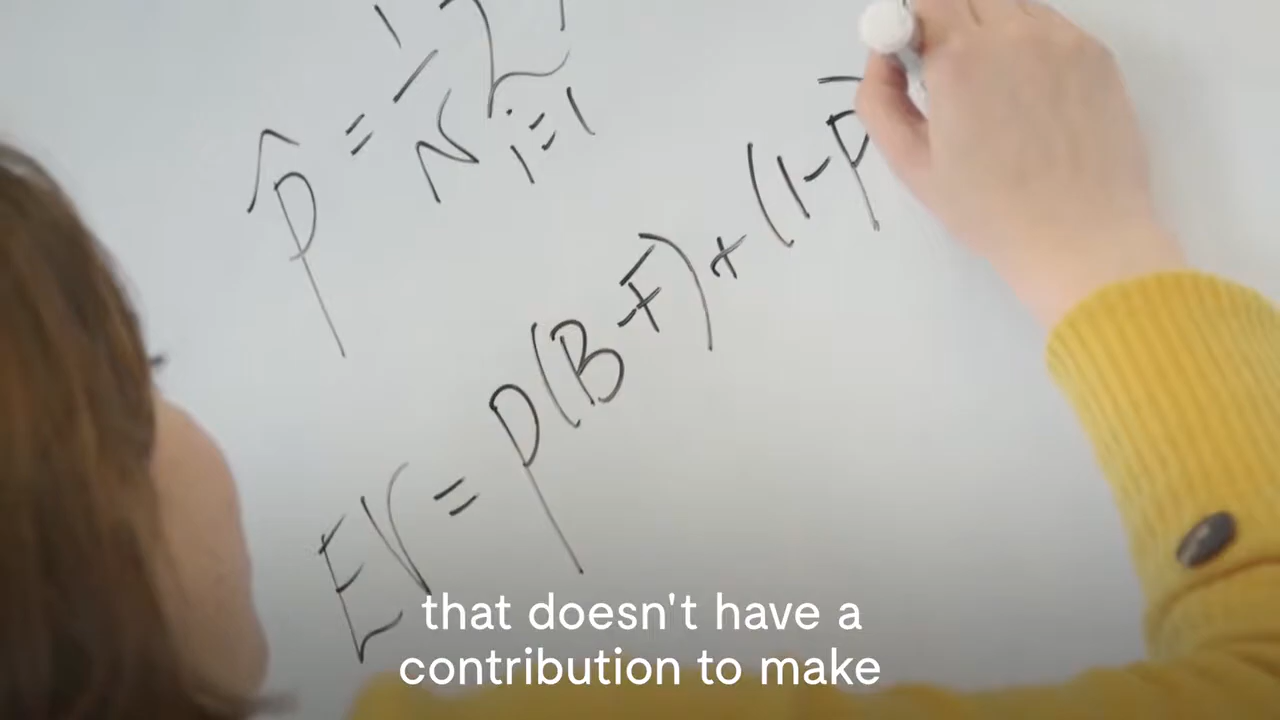 p̂ = 1/N Σ i=1
EV = p(B-F) + (1-p
that doesn't have a
contribution to make